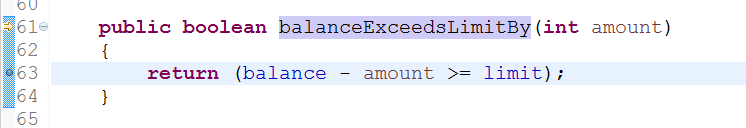 60
61 public boolean balanceExceedsLimitBy(int amount)
62 {
63 return (balance - amount >= limit);
64 }
65